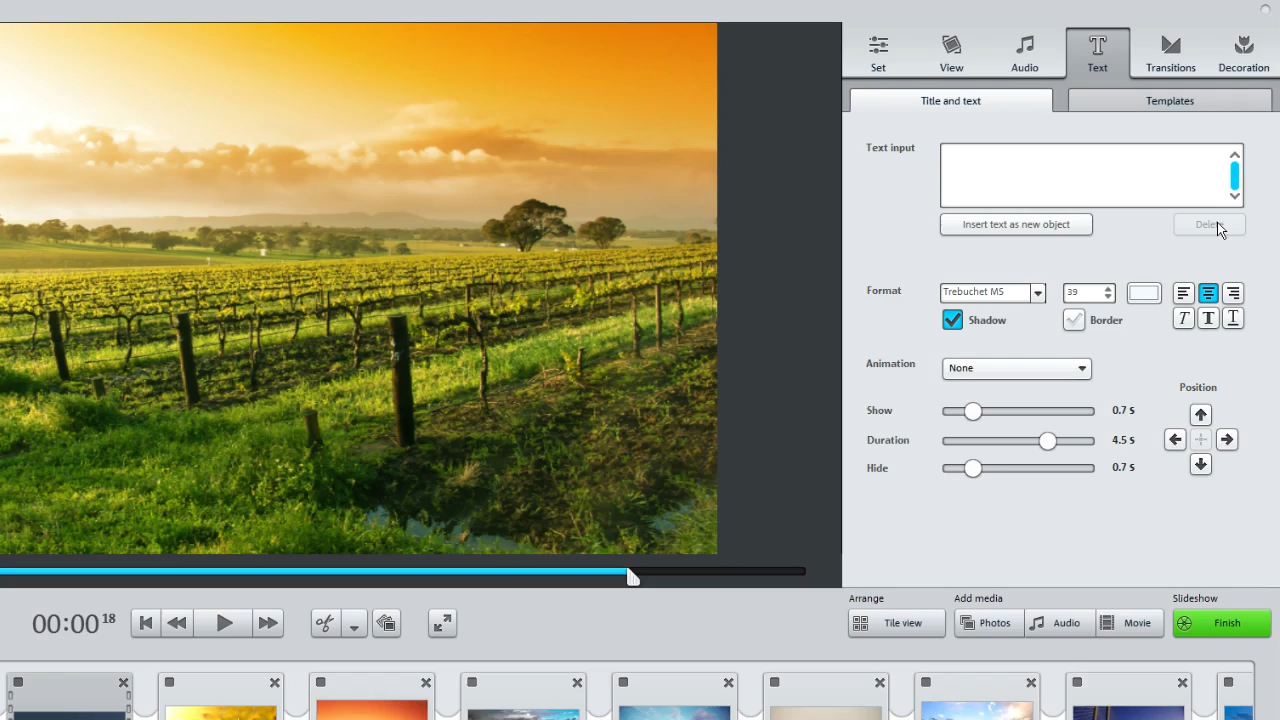 Set View Audio Text Transitions Decoration
Title and text Templates
Text input
Insert text as new object
Format Trebuchet MS 39
Shadow Border
Animation None
Position
Show 0.7 s
Duration 4.5 s
Hide 0.7 s
Arrange Add media Slideshow
00:00 18 Tile view Photos Audio Movie Finish